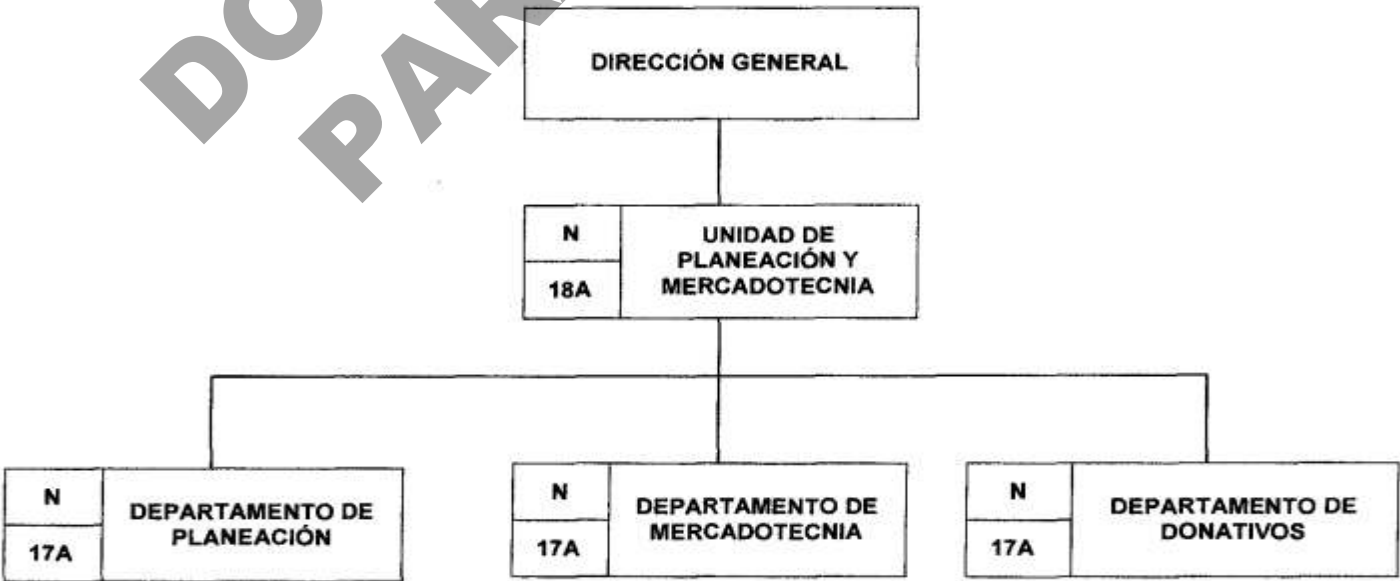 DIRECCIÓN GENERAL
N
18A
UNIDAD DE
PLANEACIÓN Y
MERCADOTECNIA
N
17A
DEPARTAMENTO DE
PLANEACIÓN
N
17A
DEPARTAMENTO DE
MERCADOTECNIA
N
17A
DEPARTAMENTO DE
DONATIVOS